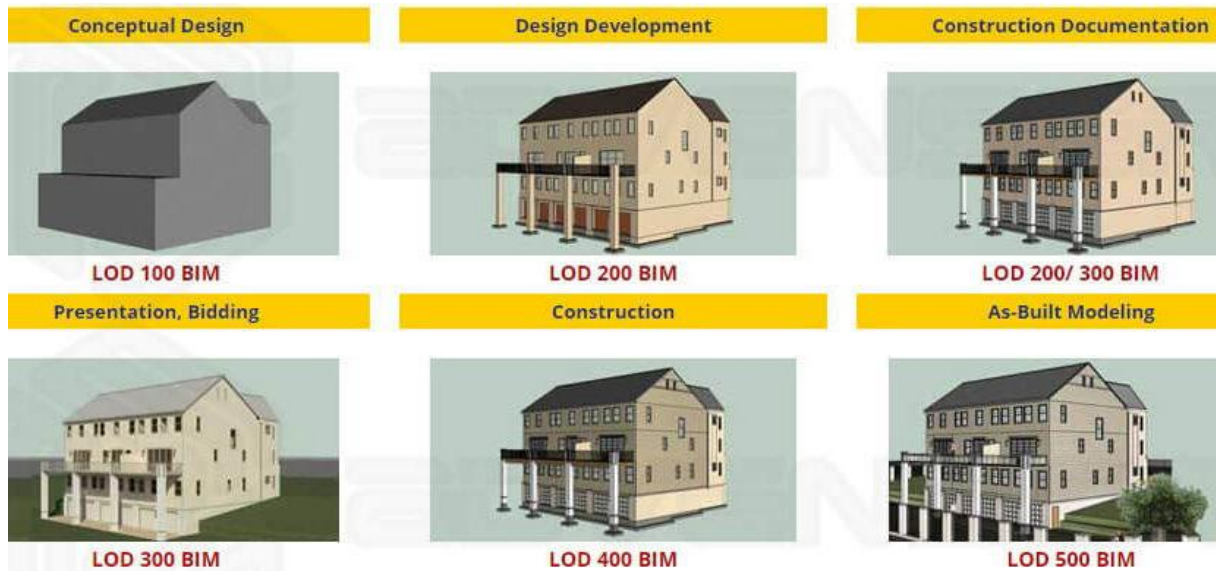 Conceptual Design
Design Development
Construction Documentation
LOD 100 BIM
LOD 200 BIM
LOD 200/ 300 BIM
Presentation, Bidding
Construction
As-Built Modeling
LOD 300 BIM
LOD 400 BIM
LOD 500 BIM